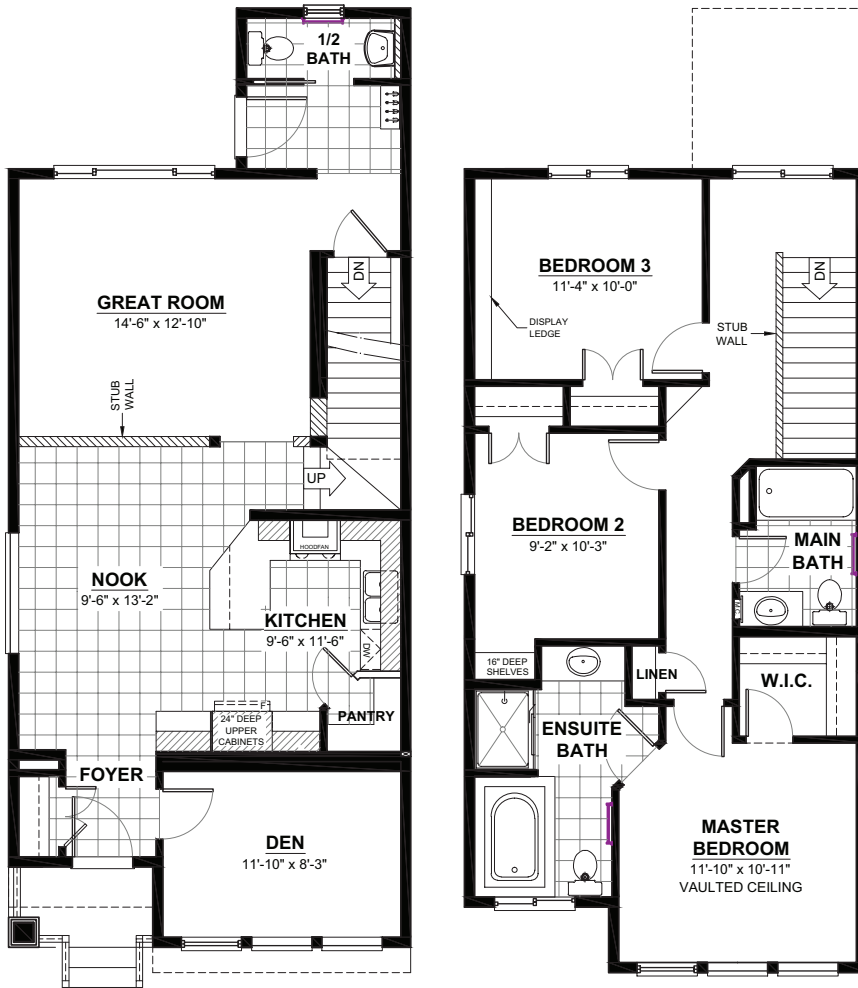 1/2
BATH
DN
GREAT ROOM
14'-6" x 12'-10"
STUB
WALL
UP
HOODFAN
NOOK
9'-6" x 13'-2"
KITCHEN
9'-6" x 11'-6"
DW
F
24" DEEP
UPPER
CABINETS
PANTRY
FOYER
DEN
11'-10" x 8'-3"
BEDROOM 3
11'-4" x 10'-0"
DISPLAY
LEDGE
STUB
WALL
DN
BEDROOM 2
9'-2" x 10'-3"
MAIN
BATH
16" DEEP
SHELVES
LINEN
W.I.C.
ENSUITE
BATH
MASTER
BEDROOM
11'-10" x 10'-11"
VAULTED CEILING